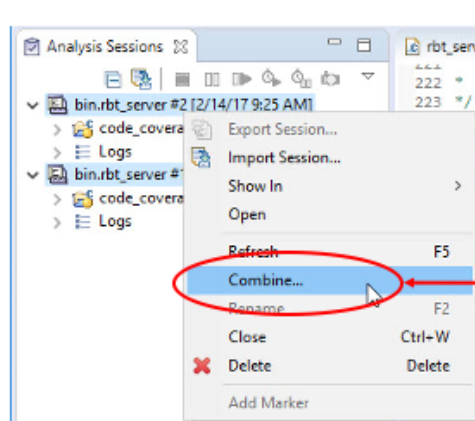 Analysis Sessions
rbt_serv
222 *
bin.rbt_server #2 [2/14/17 9:25 AM]
223 */
code_covera
Export Session...
Logs
Import Session...
bin.rbt_server #1
Show In
code_covera
Open
Logs
Refresh F5
Combine...
Rename F2
Close Ctrl+W
Delete Delete
Add Marker